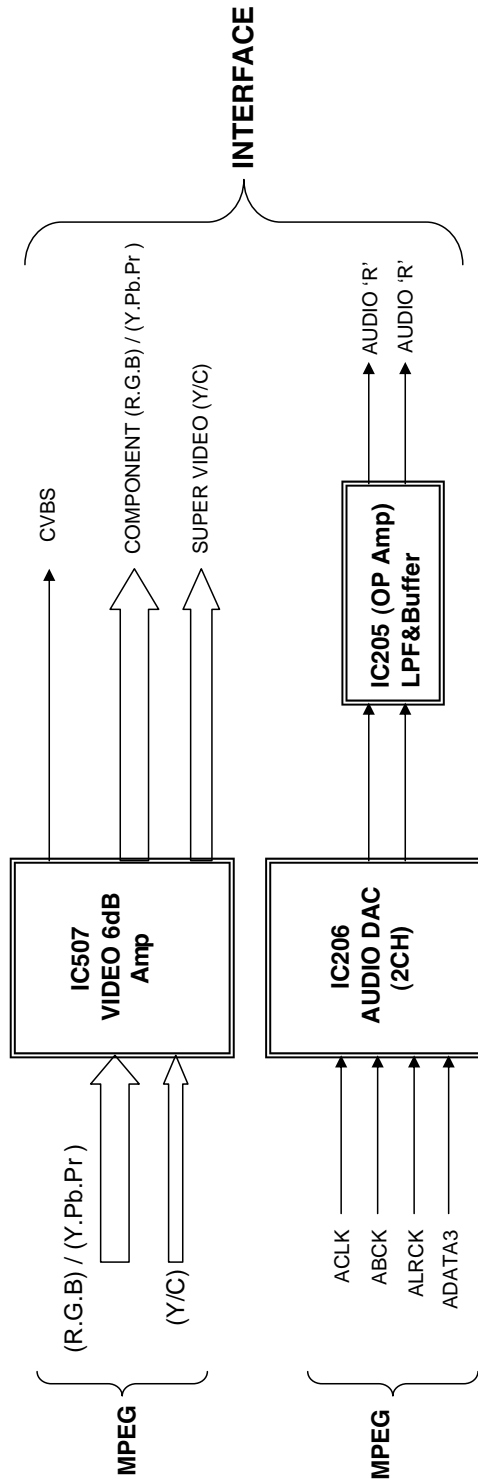 MPEG
(R.G.B) / (Y.Pb.Pr )
(Y/C)
IC507
VIDEO 6dB
Amp
CVBS
COMPONENT (R.G.B) / (Y.Pb.Pr )
SUPER VIDEO (Y/C)
MPEG
ACLK
ABCK
ALRCK
ADATA3
IC206
AUDIO DAC
(2CH)
IC205 (OP Amp)
LPF&Buffer
AUDIO ‘R’
AUDIO ‘R’
INTERFACE